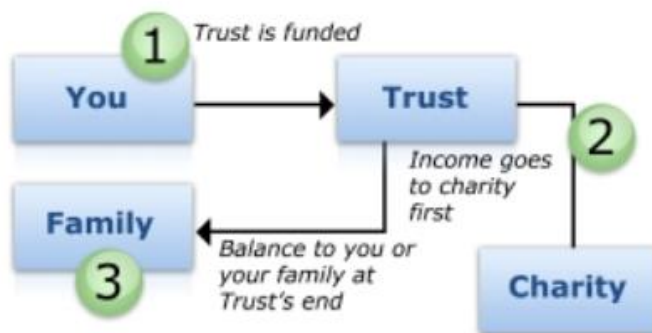 1
Trust is funded
You
Trust
2
Income goes
to charity
first
Family
3
Balance to you or
your family at
Trust's end
Charity